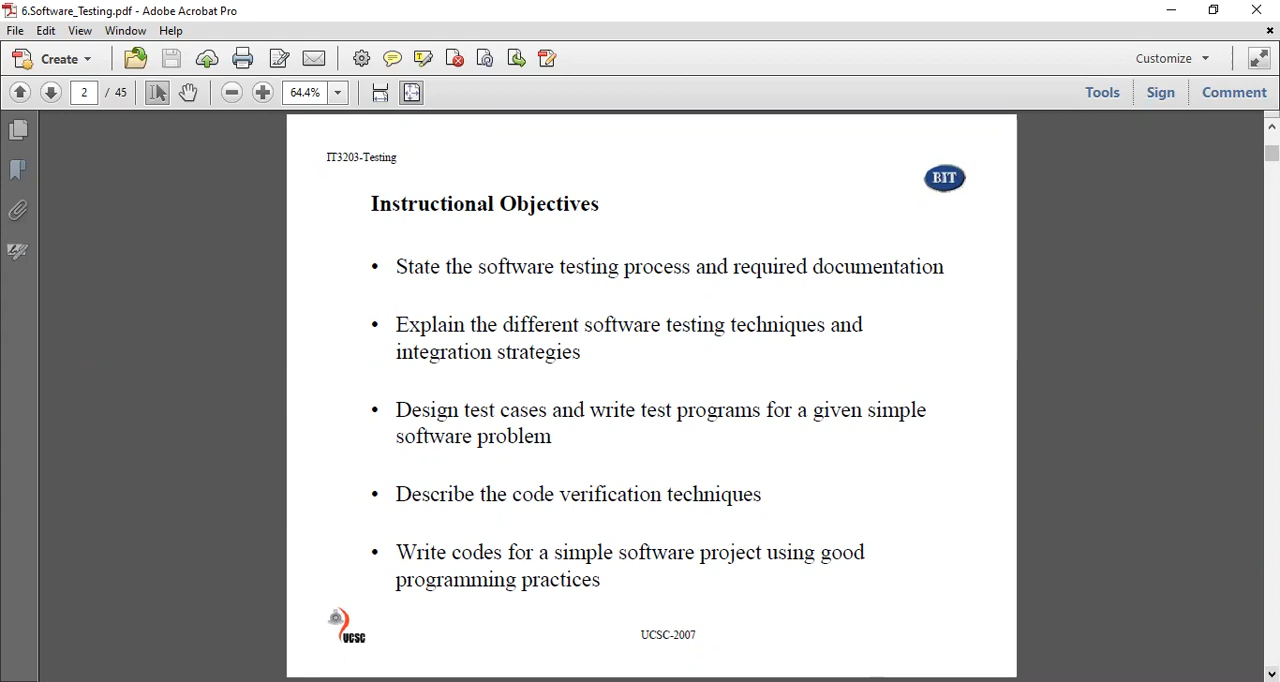 6.Software_Testing.pdf - Adobe Acrobat Pro
File Edit View Window Help
Create
Customize
2 / 45
64.4%
Tools Sign Comment
IT3203-Testing
BIT
Instructional Objectives
• State the software testing process and required documentation
• Explain the different software testing techniques and
integration strategies
• Design test cases and write test programs for a given simple
software problem
• Describe the code verification techniques
• Write codes for a simple software project using good
programming practices
UCSC
UCSC-2007